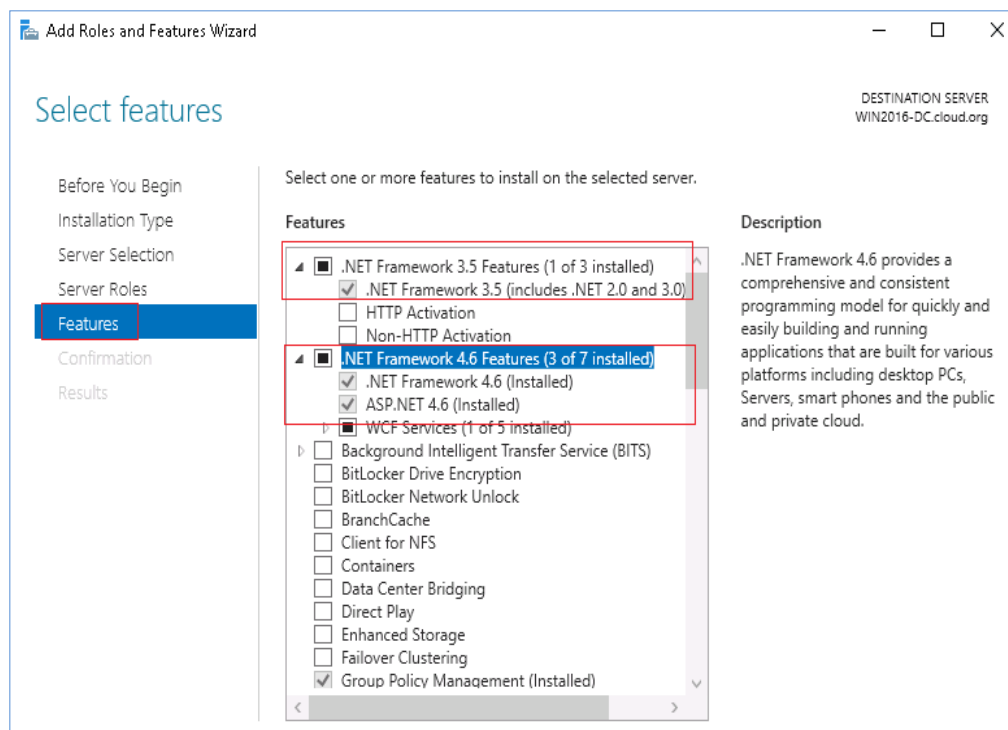 Add Roles and Features Wizard
Select features
DESTINATION SERVER
WIN2016-DC.cloud.org
Before You Begin
Installation Type
Server Selection
Server Roles
Features
Confirmation
Results
Select one or more features to install on the selected server.
Features
.NET Framework 3.5 Features (1 of 3 installed)
.NET Framework 3.5 (includes .NET 2.0 and 3.0)
HTTP Activation
Non-HTTP Activation
.NET Framework 4.6 Features (3 of 7 installed)
.NET Framework 4.6 (Installed)
ASP.NET 4.6 (Installed)
WCF Services (1 of 5 installed)
Background Intelligent Transfer Service (BITS)
BitLocker Drive Encryption
BitLocker Network Unlock
BranchCache
Client for NFS
Containers
Data Center Bridging
Direct Play
Enhanced Storage
Failover Clustering
Group Policy Management (Installed)
Description
.NET Framework 4.6 provides a
comprehensive and consistent
programming model for quickly and
easily building and running
applications that are built for various
platforms including desktop PCs,
Servers, smart phones and the public
and private cloud.